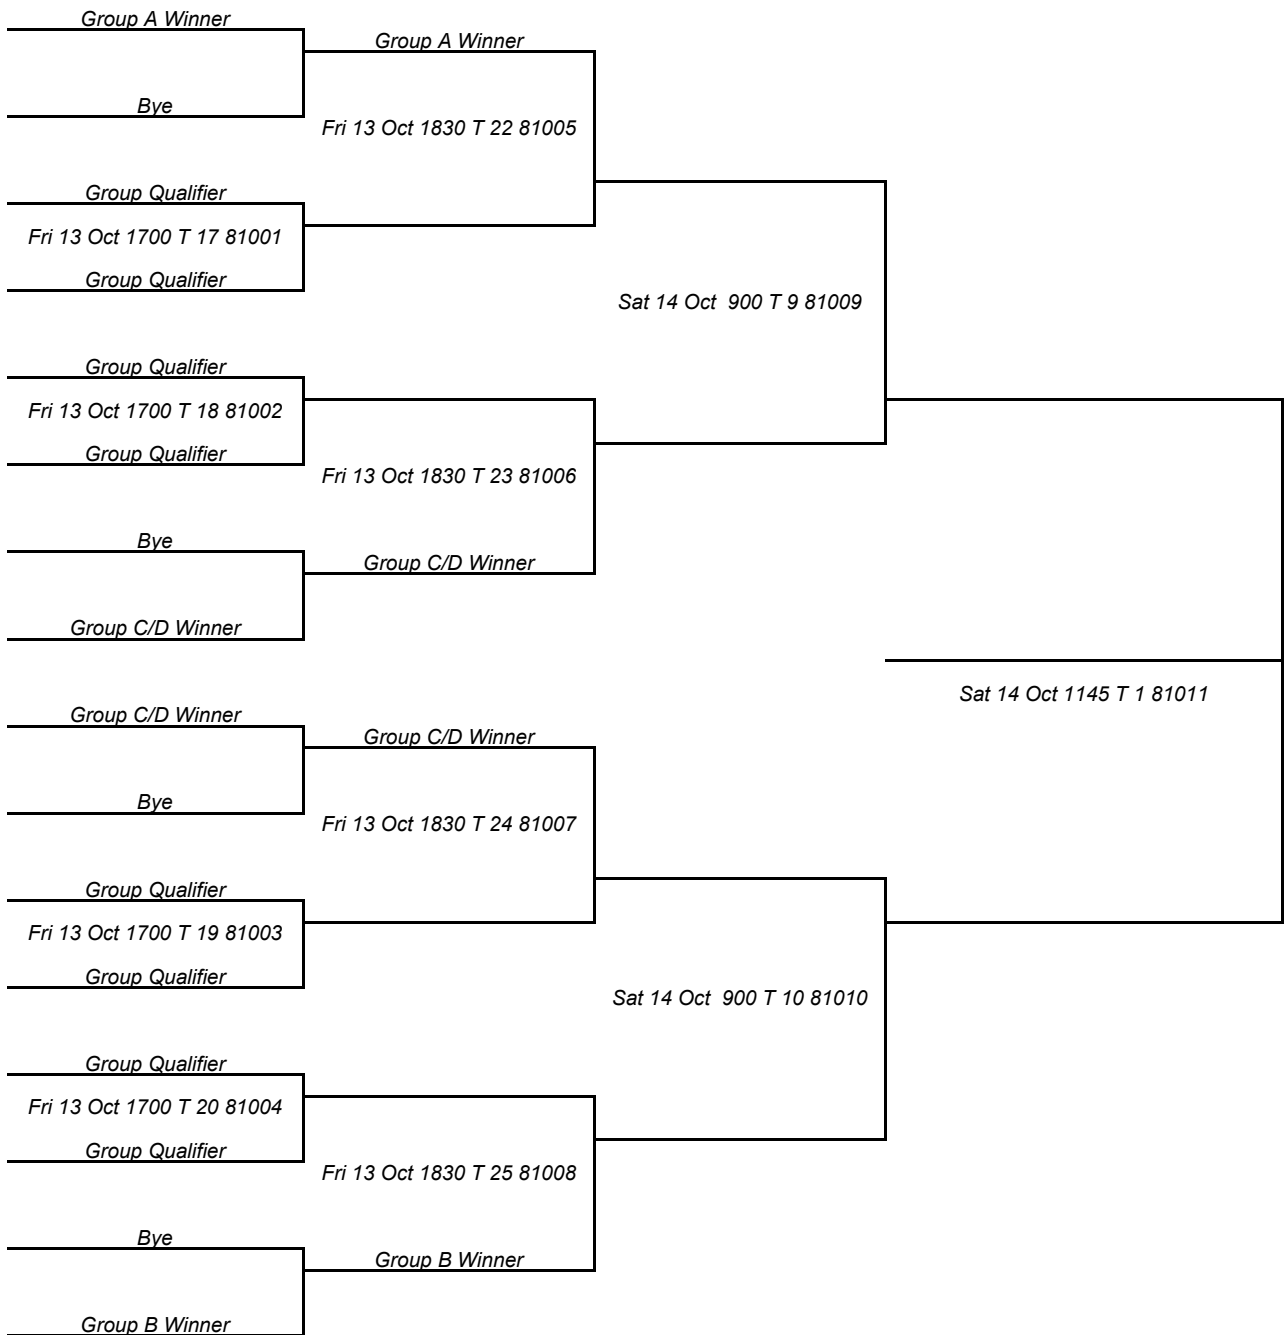 Group A Winner
Group A Winner
Bye
Fri 13 Oct 1830 T 22 81005
Group Qualifier
Fri 13 Oct 1700 T 17 81001
Group Qualifier
Sat 14 Oct  900 T 9 81009
Group Qualifier
Fri 13 Oct 1700 T 18 81002
Group Qualifier
Fri 13 Oct 1830 T 23 81006
Bye
Group C/D Winner
Group C/D Winner
Sat 14 Oct 1145 T 1 81011
Group C/D Winner
Group C/D Winner
Bye
Fri 13 Oct 1830 T 24 81007
Group Qualifier
Fri 13 Oct 1700 T 19 81003
Group Qualifier
Sat 14 Oct  900 T 10 81010
Group Qualifier
Fri 13 Oct 1700 T 20 81004
Group Qualifier
Fri 13 Oct 1830 T 25 81008
Bye
Group B Winner
Group B Winner